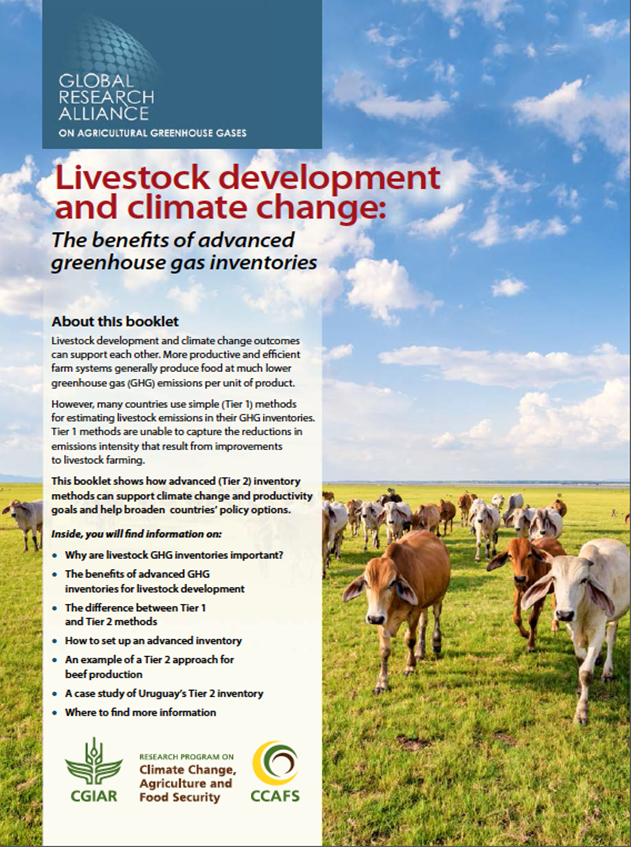 GLOBAL
RESEARCH
ALLIANCE
ON AGRICULTURAL GREENHOUSE GASES
Livestock development
and climate change:
The benefits of advanced
greenhouse gas inventories
About this booklet
Livestock development and climate change outcomes
can support each other. More productive and efficient
farm systems generally produce food at much lower
greenhouse gas (GHG) emissions per unit of product.
However, many countries use simple (Tier 1) methods
for estimating livestock emissions in their GHG inventories.
Tier 1 methods are unable to capture the reductions in
emissions intensity that result from improvements
to livestock farming.
This booklet shows how advanced (Tier 2) inventory
methods can support climate change and productivity
goals and help broaden countries' policy options.
Inside, you will find information on:
• Why are livestock GHG inventories important?
• The benefits of advanced GHG
inventories for livestock development
• The difference between Tier 1
and Tier 2 methods
• How to set up an advanced inventory
• An example of a Tier 2 approach for
beef production
• A case study of Uruguay's Tier 2 inventory
• Where to find more information
CGIAR
RESEARCH PROGRAM ON
Climate Change,
Agriculture and
Food Security
CCAFS